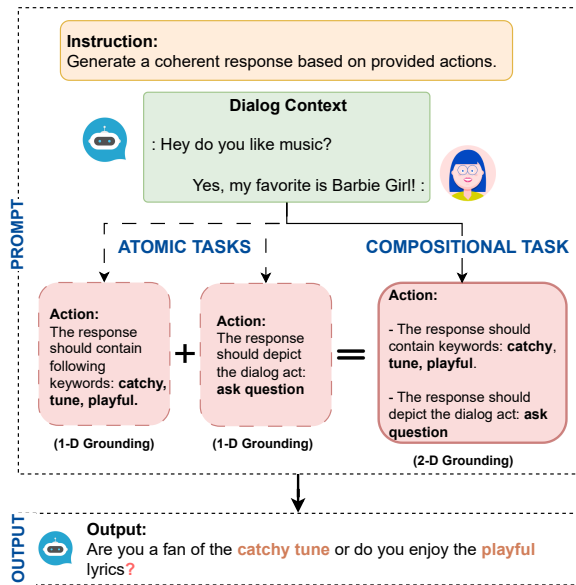 Instruction:
Generate a coherent response based on provided actions.
Dialog Context
: Hey do you like music?
Yes, my favorite is Barbie Girl! :
PROMPT
ATOMIC TASKS
COMPOSITIONAL TASK
Action:
The response
should contain
following
keywords: catchy,
tune, playful.
(1-D Grounding)
+
Action:
The response
should depict
the dialog act:
ask question
(1-D Grounding)
=
Action:
- The response should
contain keywords: catchy,
tune, playful.
- The response should
depict the dialog act: ask
question
(2-D Grounding)
OUTPUT
Output:
Are you a fan of the catchy tune or do you enjoy the playful
lyrics?